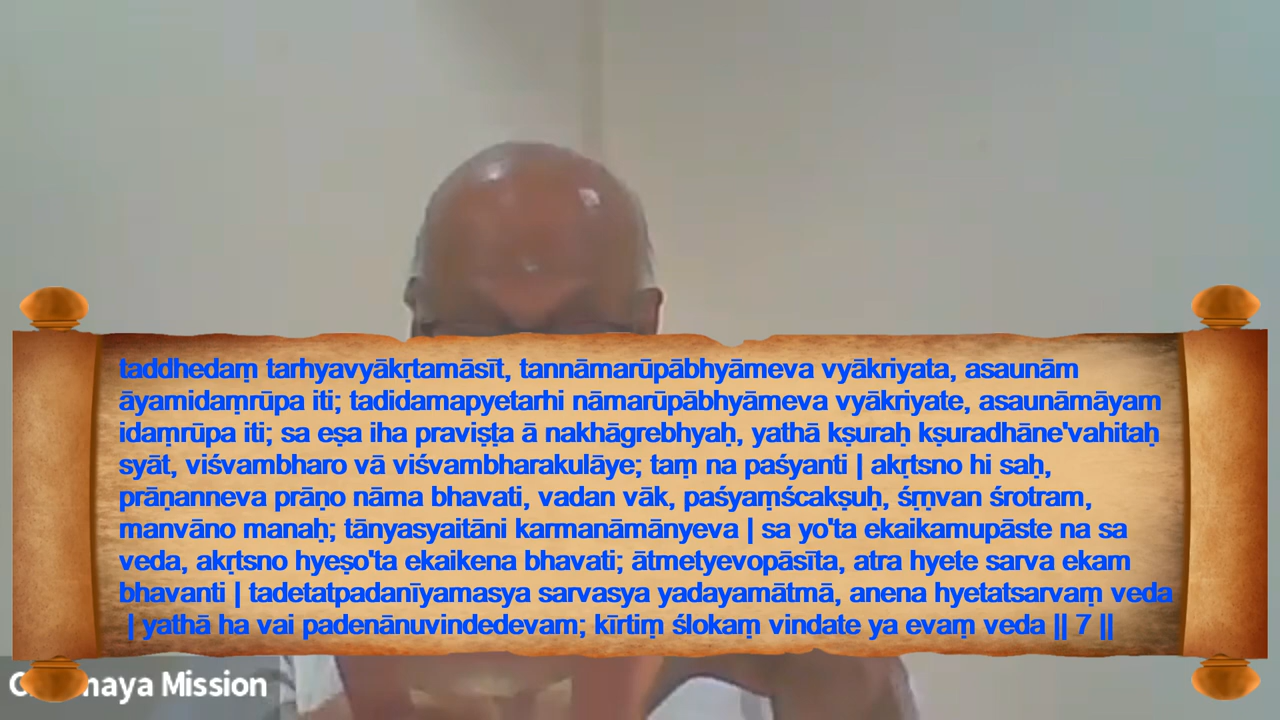 taddhedaṃ tarhyavyākṛtamāsīt, tannāmarūpābhyāmeva vyākriyata, asaunām
āyamidaṃrūpa iti; tadidamapyetarhi nāmarūpābhyāmeva vyākriyate, asaunāmāyam
idaṃrūpa iti; sa eṣa iha praviṣṭa ā nakhāgrebhyaḥ, yathā kṣuraḥ kṣuradhāne'vahitaḥ
syāt, viśvambharo vā viśvambharakulāye; taṃ na paśyanti | akṛtsno hi saḥ,
prāṇanneva prāṇo nāma bhavati, vadan vāk, paśyaṃścakṣuḥ, śṛṇvan śrotram,
manvāno manaḥ; tānyasyaitāni karmanāmānyeva | sa yo'ta ekaikamupāste na sa
veda, akṛtsno hyeṣo'ta ekaikena bhavati; ātmetyevopāsīta, atra hyete sarva ekam
bhavanti | tadetatpadanīyamasya sarvasya yadayamātmā, anena hyetatsarvaṃ veda
| yathā ha vai padenānuvindedevam; kīrtiṃ ślokaṃ vindate ya evaṃ veda || 7 ||
Mission